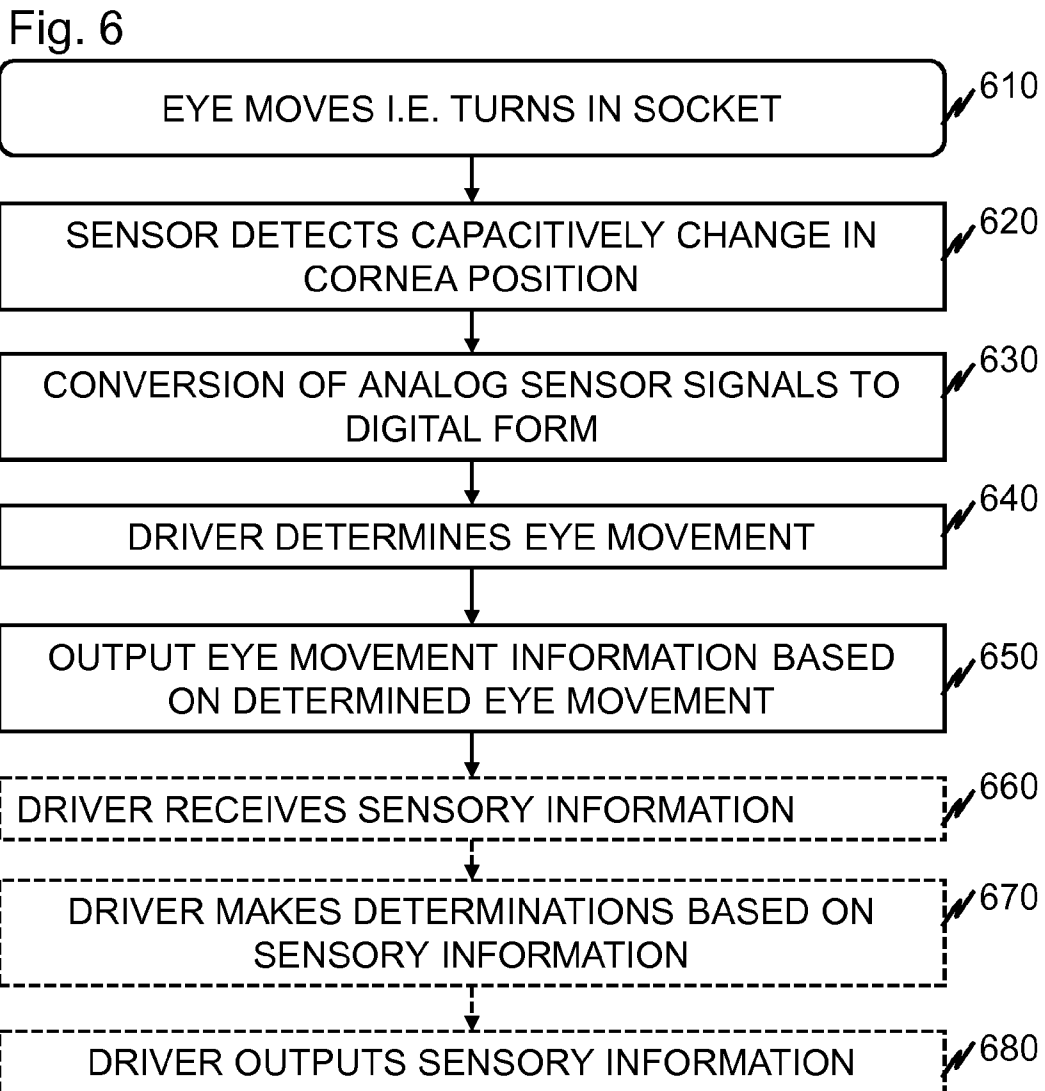 Fig. 6
EYE MOVES I.E. TURNS IN SOCKET
610
SENSOR DETECTS CAPACITIVELY CHANGE IN
CORNEA POSITION
620
CONVERSION OF ANALOG SENSOR SIGNALS TO
DIGITAL FORM
630
DRIVER DETERMINES EYE MOVEMENT
640
OUTPUT EYE MOVEMENT INFORMATION BASED
ON DETERMINED EYE MOVEMENT
650
DRIVER RECEIVES SENSORY INFORMATION
660
DRIVER MAKES DETERMINATIONS BASED ON
SENSORY INFORMATION
670
DRIVER OUTPUTS SENSORY INFORMATION
680